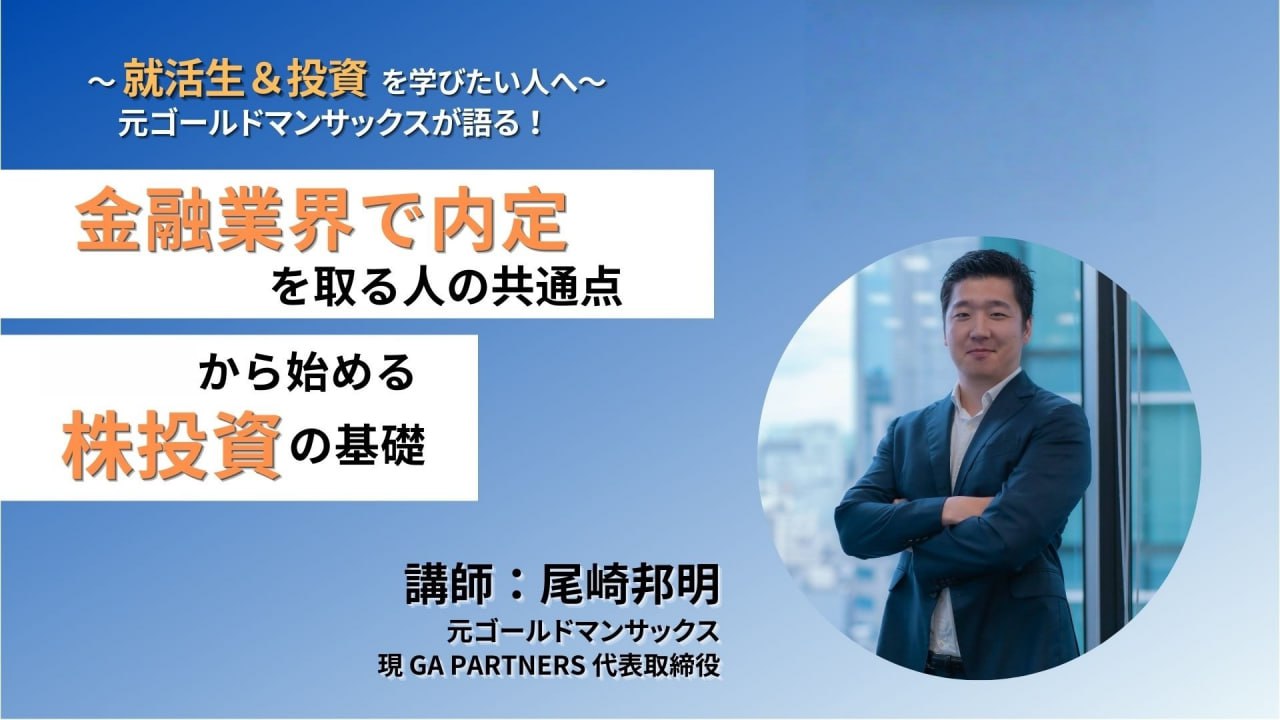 ～就活生＆投資を学びたい人へ～
元ゴールドマンサックスが語る！
金融業界で内定
を取る人の共通点
から始める
株投資の基礎
講師：尾崎邦明
元ゴールドマンサックス
現 GA PARTNERS 代表取締役